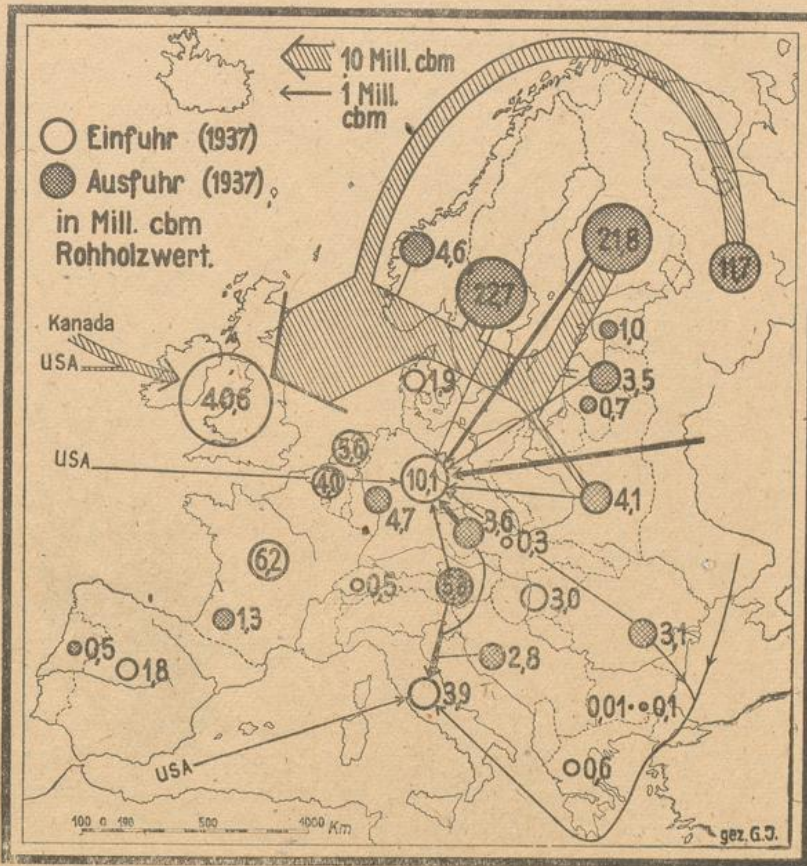 10 Mill. cbm
1 Mill.
cbm
Einfuhr (1937)
Ausfuhr (1937)
in Mill. cbm
Rohholzwert.
4,6
21,8
22,7
11,7
1,0
Kanada
USA
40,6
1,9
3,5
0,7
5,6
USA
4,0
10,1
4,7
4,1
3,6
0,3
6,2
0,5
5,8
3,0
1,3
3,1
0,5
1,8
2,8
3,9
0,01
0,1
USA
0,6
100 0 100 500 1000 Km
gez. G.J.